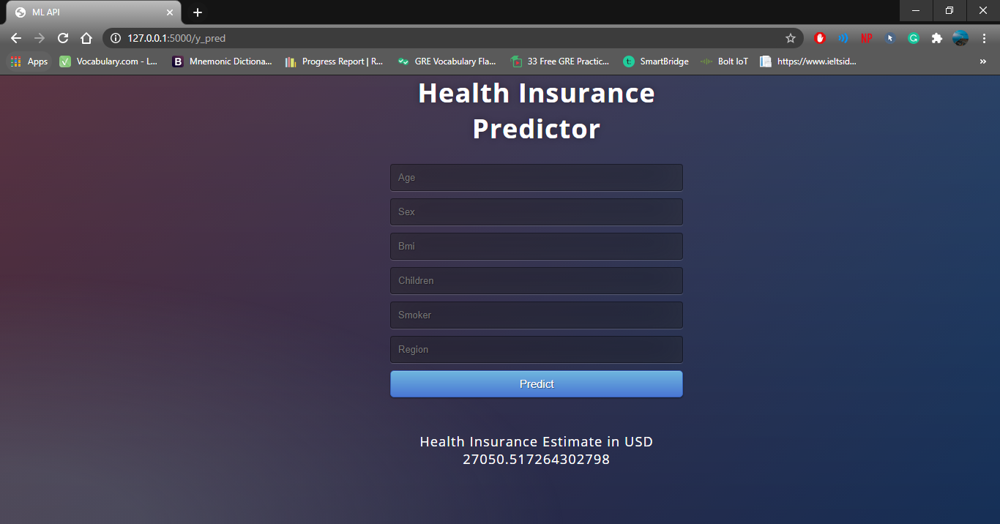 ML API
127.0.0.1:5000/y_pred
NP
Apps
Vocabulary.com - L...
B
Mnemonic Dictiona...
Progress Report | R...
GRE Vocabulary Fla...
33 Free GRE Practic...
t:
SmartBridge
Bolt IoT
https://www.ieltsid...
»
Health Insurance
Predictor
Age
Sex
Bmi
Children
Smoker
Region
Predict
Health Insurance Estimate in USD
27050.517264302798